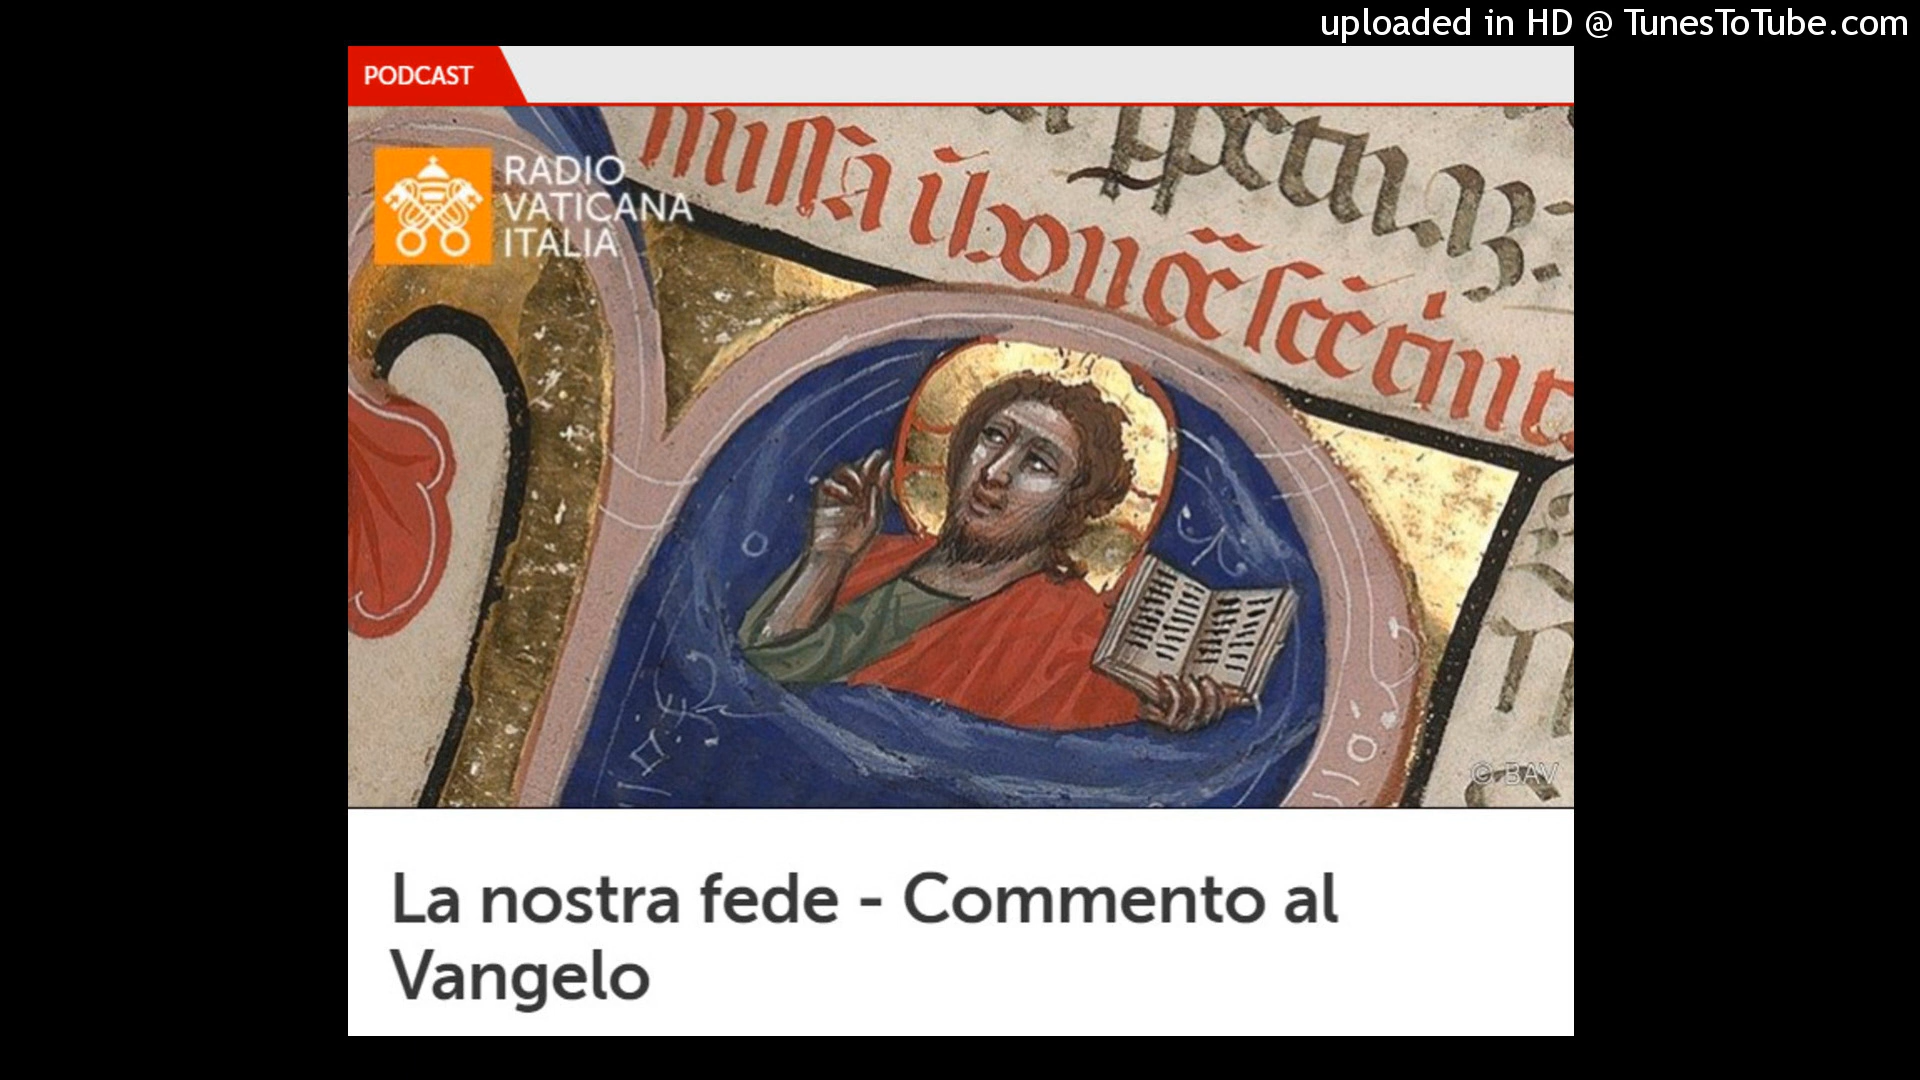 uploaded in HD @ TunesToTube.com
PODCAST
RADIO
VATICANA
ITALIA
© BAV
La nostra fede - Commento al
Vangelo